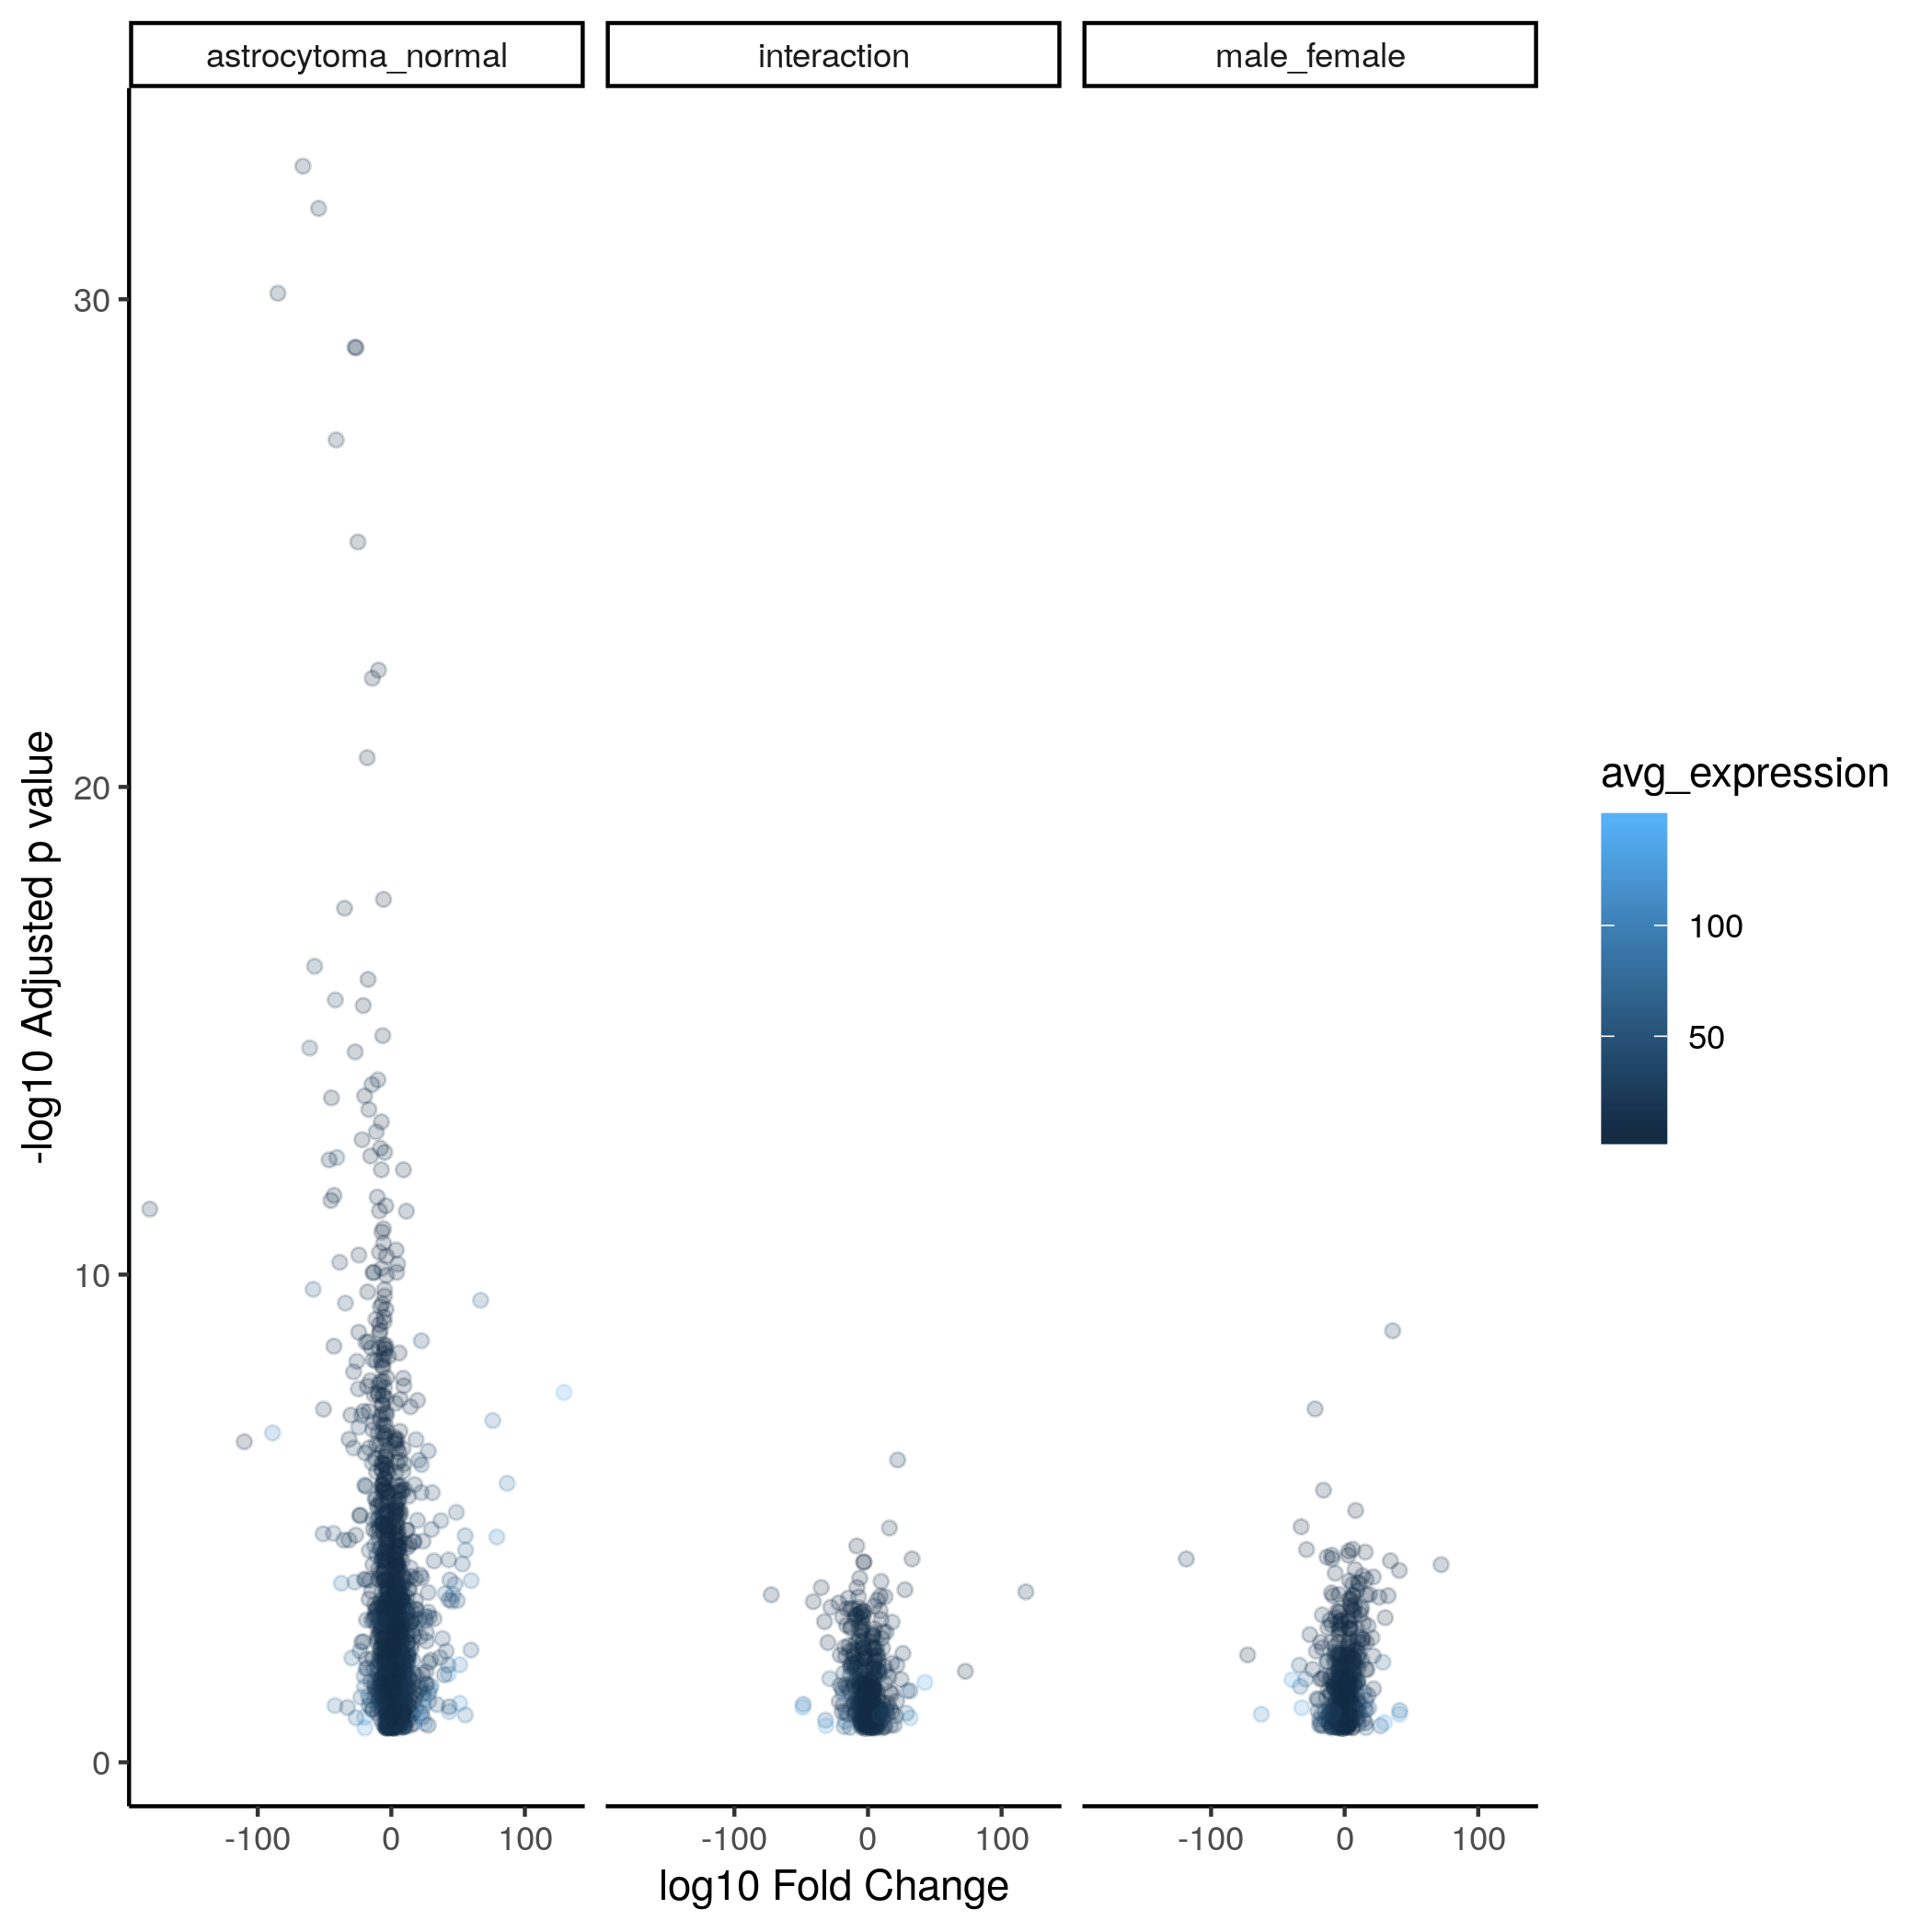 astrocytoma_normal interaction male_female
-log10 Adjusted p value
30
20
10
0
-100 0 100 -100 0 100 -100 0 100
log10 Fold Change
avg_expression
100
50